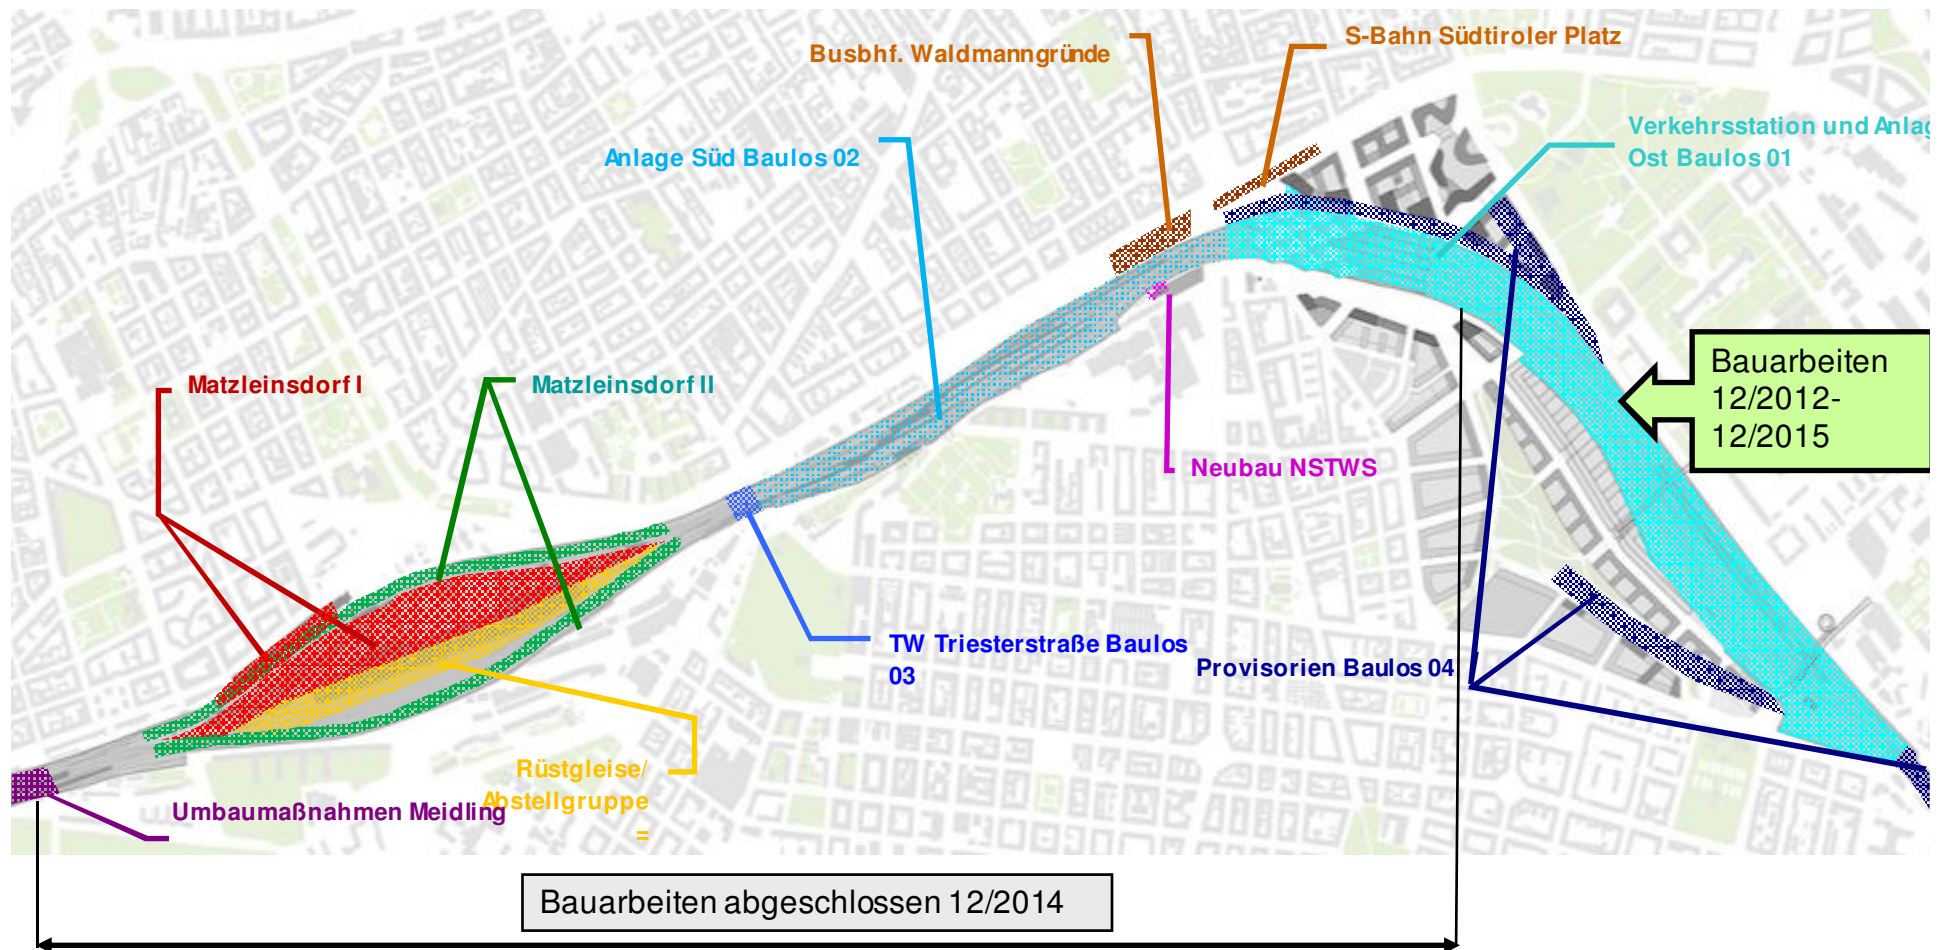 S-Bahn Südtiroler Platz
Busbhf. Waldmanngründe
Verkehrsstation und Anlag
Ost Baulos 01
Anlage Süd Baulos 02
Bauarbeiten
12/2012-
12/2015
Matzleinsdorf I
Matzleinsdorf II
Neubau NSTWS
TW Triesterstraße Baulos
03
Provisorien Baulos 04
Rüstgleise/
Abstellgruppe
=
Umbaumaßnahmen Meidling
Bauarbeiten abgeschlossen 12/2014